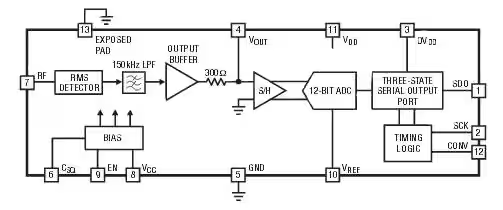 13
EXPOSED
PAD
4
VOUT
11
VDD
3
OVDD
OUTPUT
BUFFER
150kHz LPF
300Ω
7
RF
RMS
DETECTOR
S/H
12-BIT ADC
THREE-STATE
SERIAL OUTPUT
PORT
SDO
1
BIAS
TIMING
LOGIC
SCK
2
CONV
12
6
CSQ
9
EN
8
VCC
5
GND
10
VREF